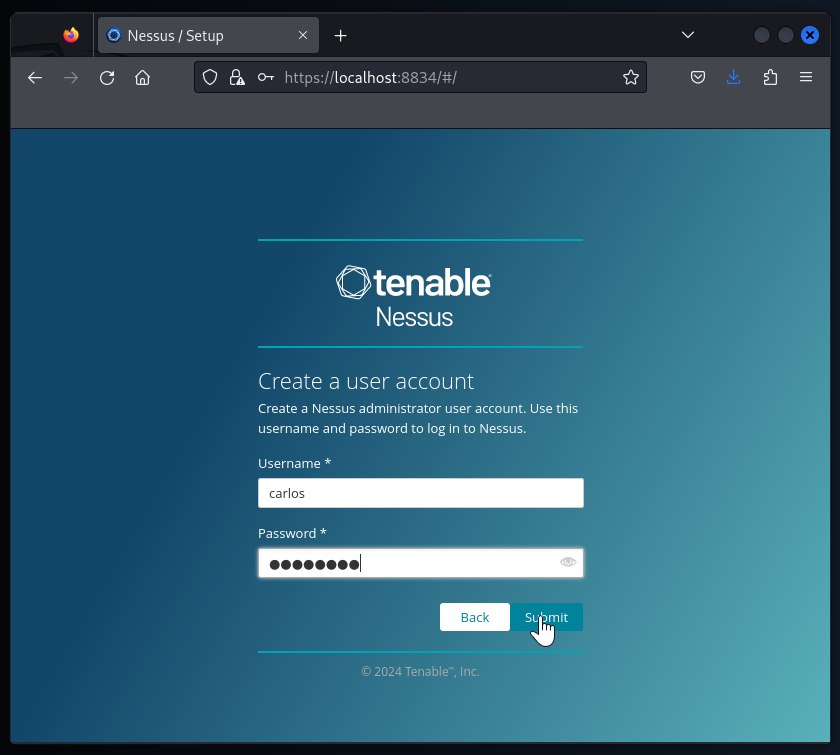 Nessus / Setup
https://localhost:8834/#/
tenable
Nessus
Create a user account
Create a Nessus administrator user account. Use this
username and password to log in to Nessus.
Username *
carlos
Password *
Back
Submit
© 2024 Tenable™, Inc.